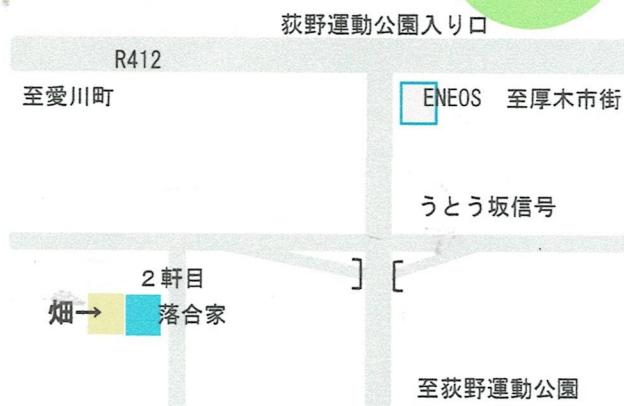 荻野運動公園入り口
R412
至愛川町
ENEOS 至厚木市街
うとう坂信号
2軒目
畑→ 落合家
至荻野運動公園